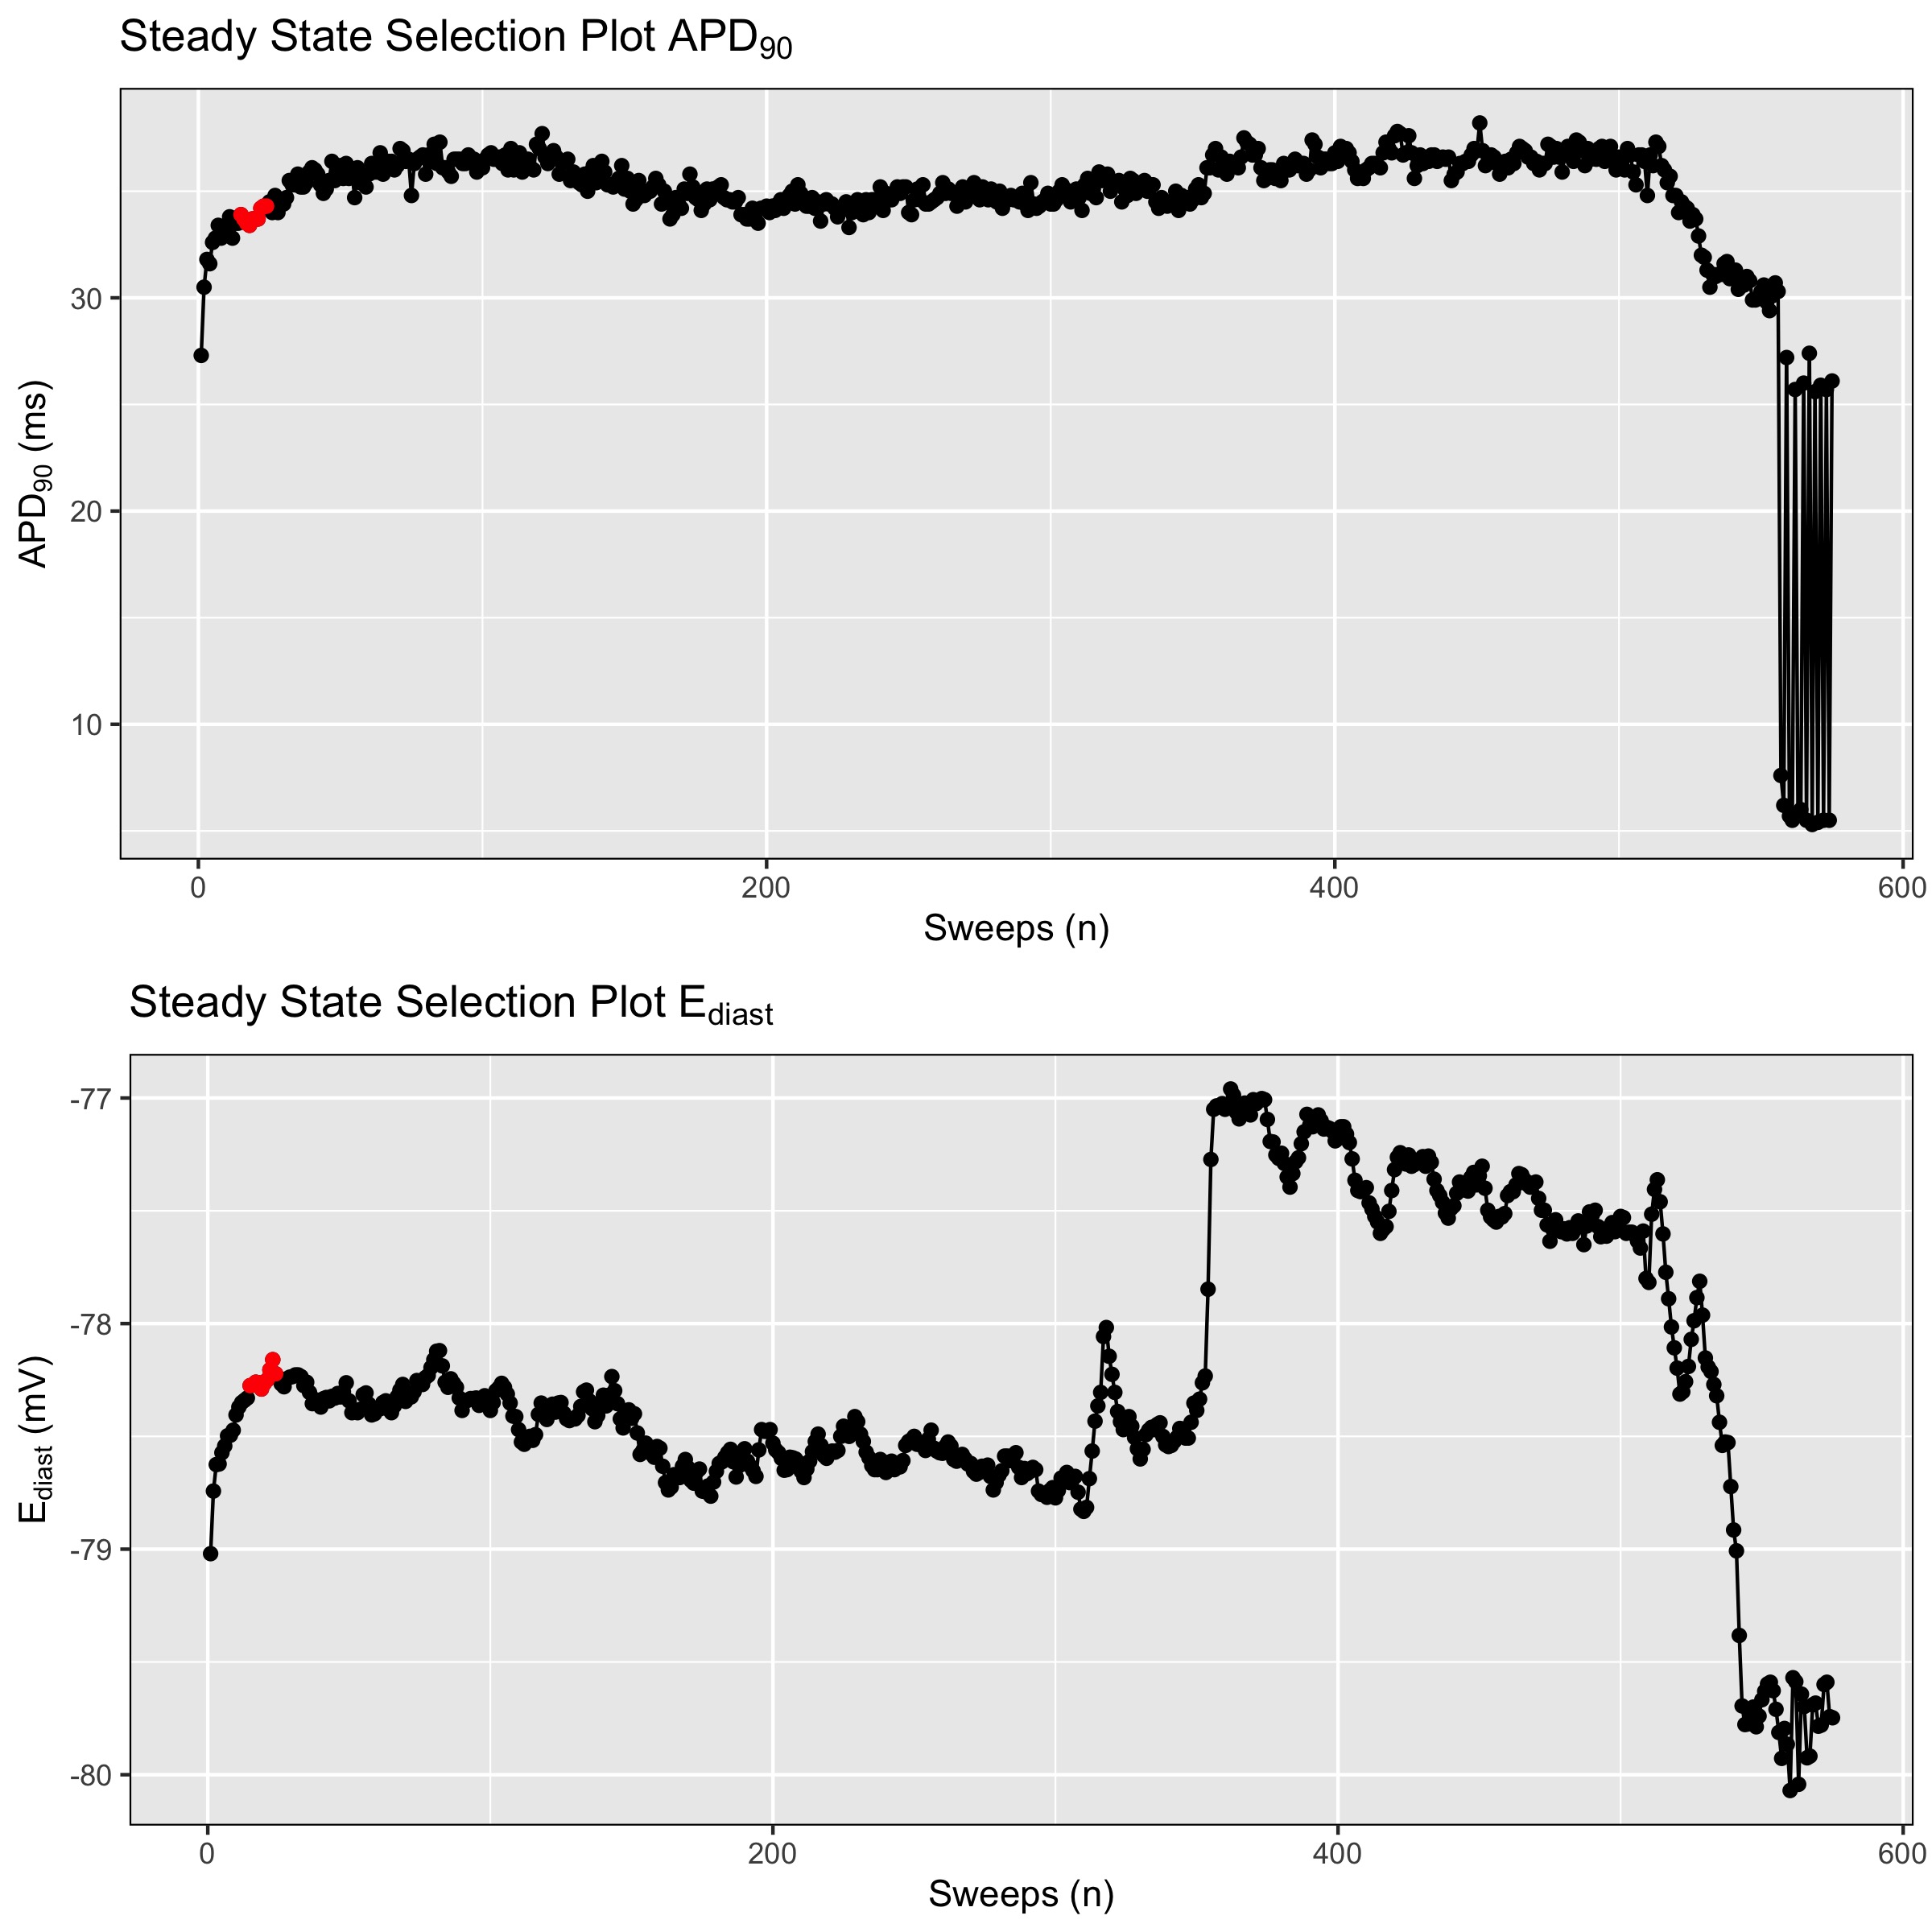 Steady State Selection Plot APD90
APD90 (ms)
30
20
10
0 200 400 600
Sweeps (n)
Steady State Selection Plot Ediast
Ediast (mV)
-77
-78
-79
-80
0 200 400 600
Sweeps (n)